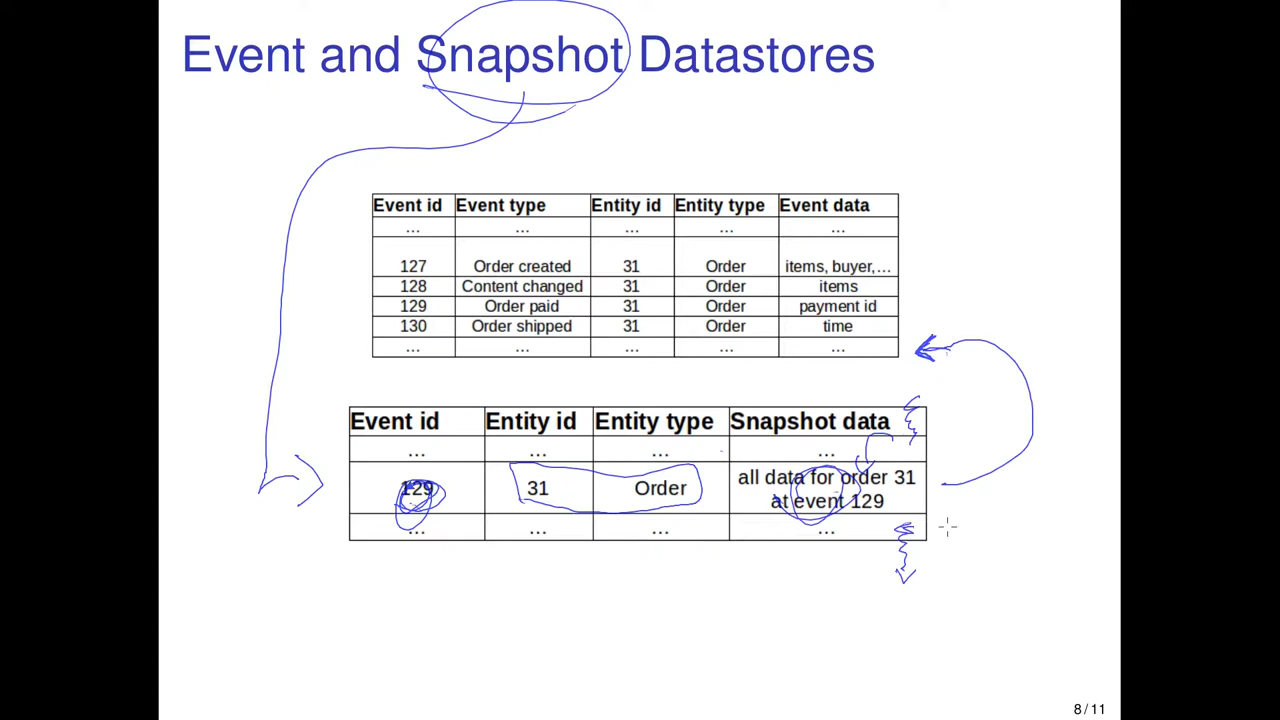 Event and Snapshot Datastores
Event id Event type Entity id Entity type Event data
... ... ... ... ...
127 Order created 31 Order items, buyer,...
128 Content changed 31 Order items
129 Order paid 31 Order payment id
130 Order shipped 31 Order time
... ... ... ... ...
Event id Entity id Entity type Snapshot data
... ... ... ...
129 31 Order all data for order 31
at event 129
... ... ... ...
8 / 11